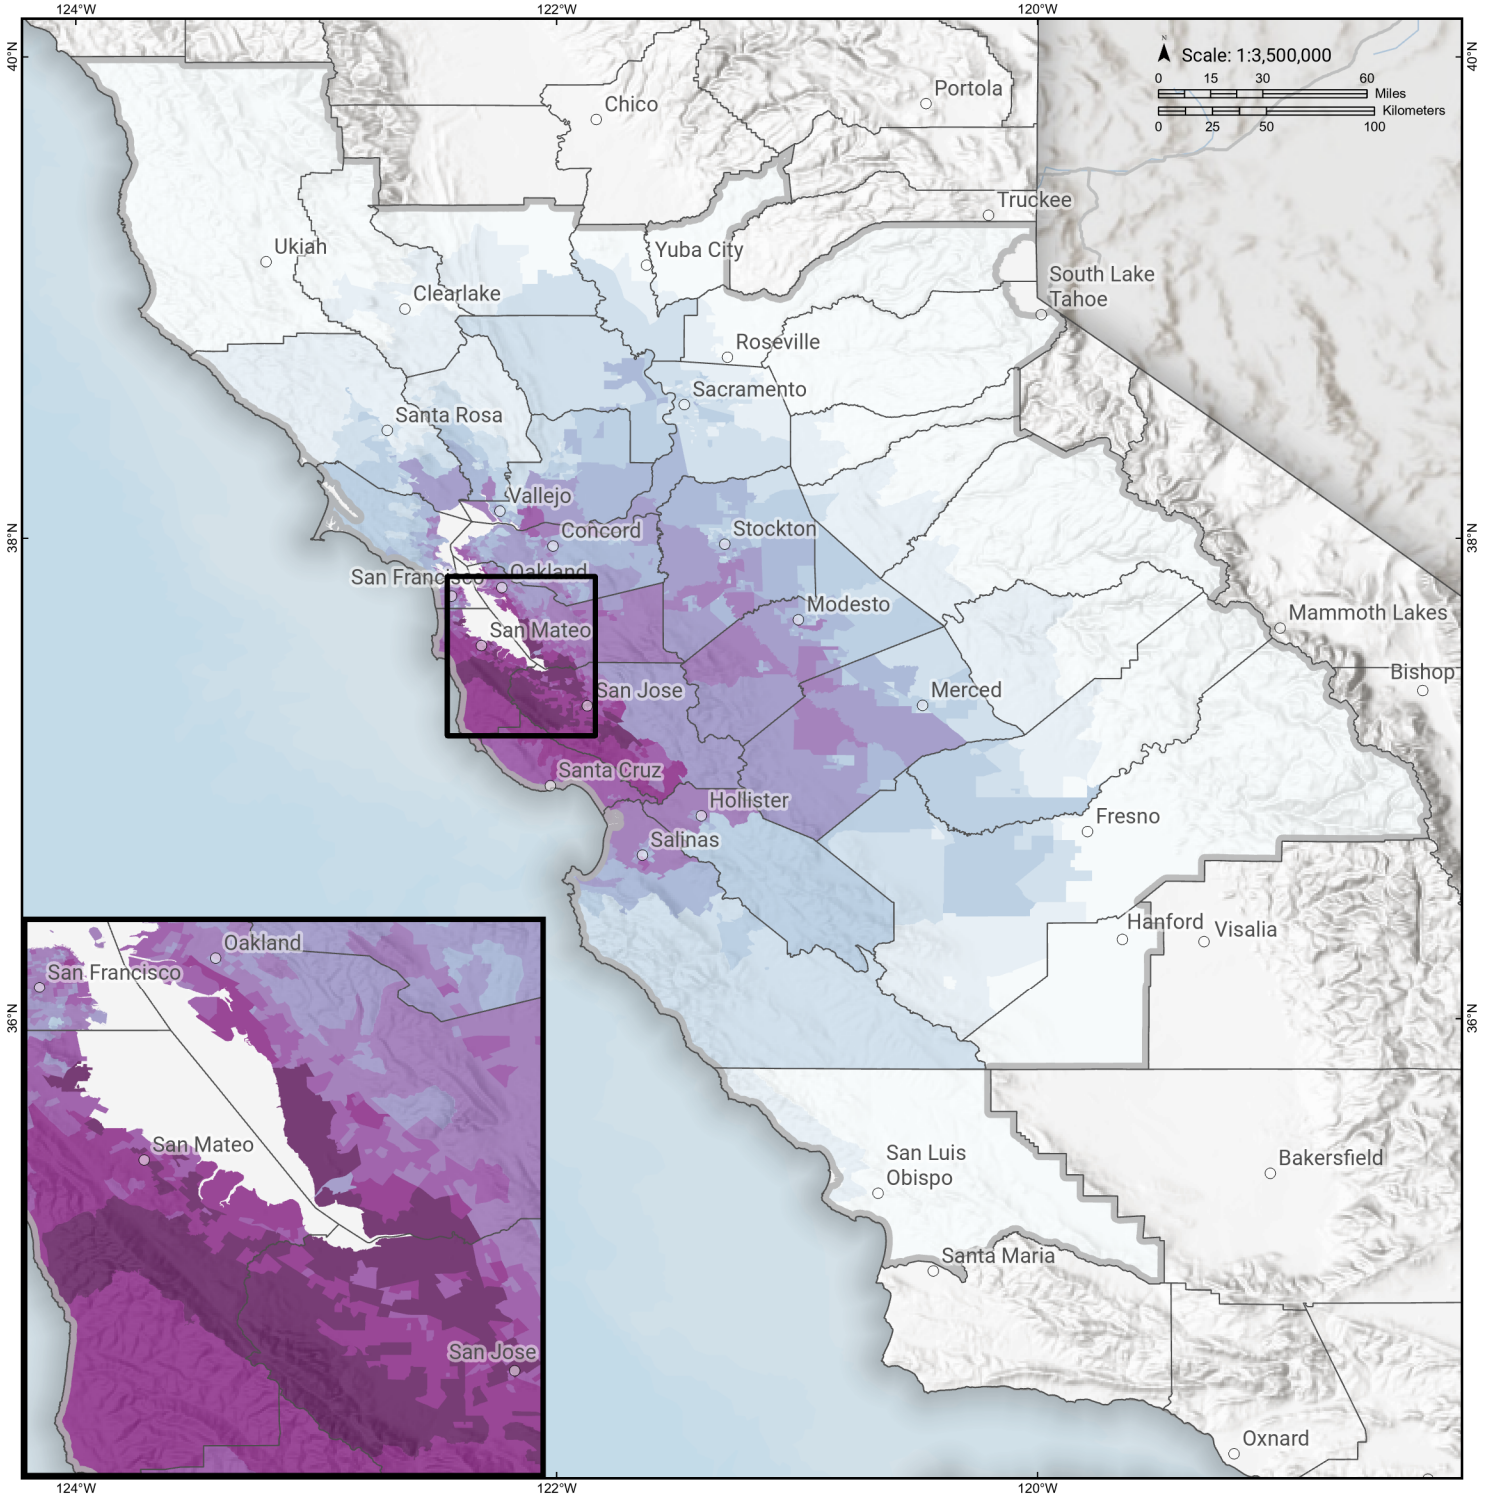 124°W
122°W
120°W
40°N
40°N
N
Scale: 1:3,500,000
0 15 30 60
Miles
Kilometers
0 25 50 100
Portola
Chico
Truckee
Ukiah
Yuba City
South Lake
Tahoe
Clearlake
Roseville
Sacramento
Santa Rosa
Vallejo
38°N
38°N
Concord
Stockton
San Francisco
Oakland
Modesto
Mammoth Lakes
San Mateo
Bishop
San Jose
Merced
Santa Cruz
Hollister
Fresno
Salinas
Hanford
Visalia
Oakland
San Francisco
36°N
36°N
San Mateo
San Luis
Obispo
Bakersfield
Santa Maria
San Jose
Oxnard
124°W
122°W
120°W